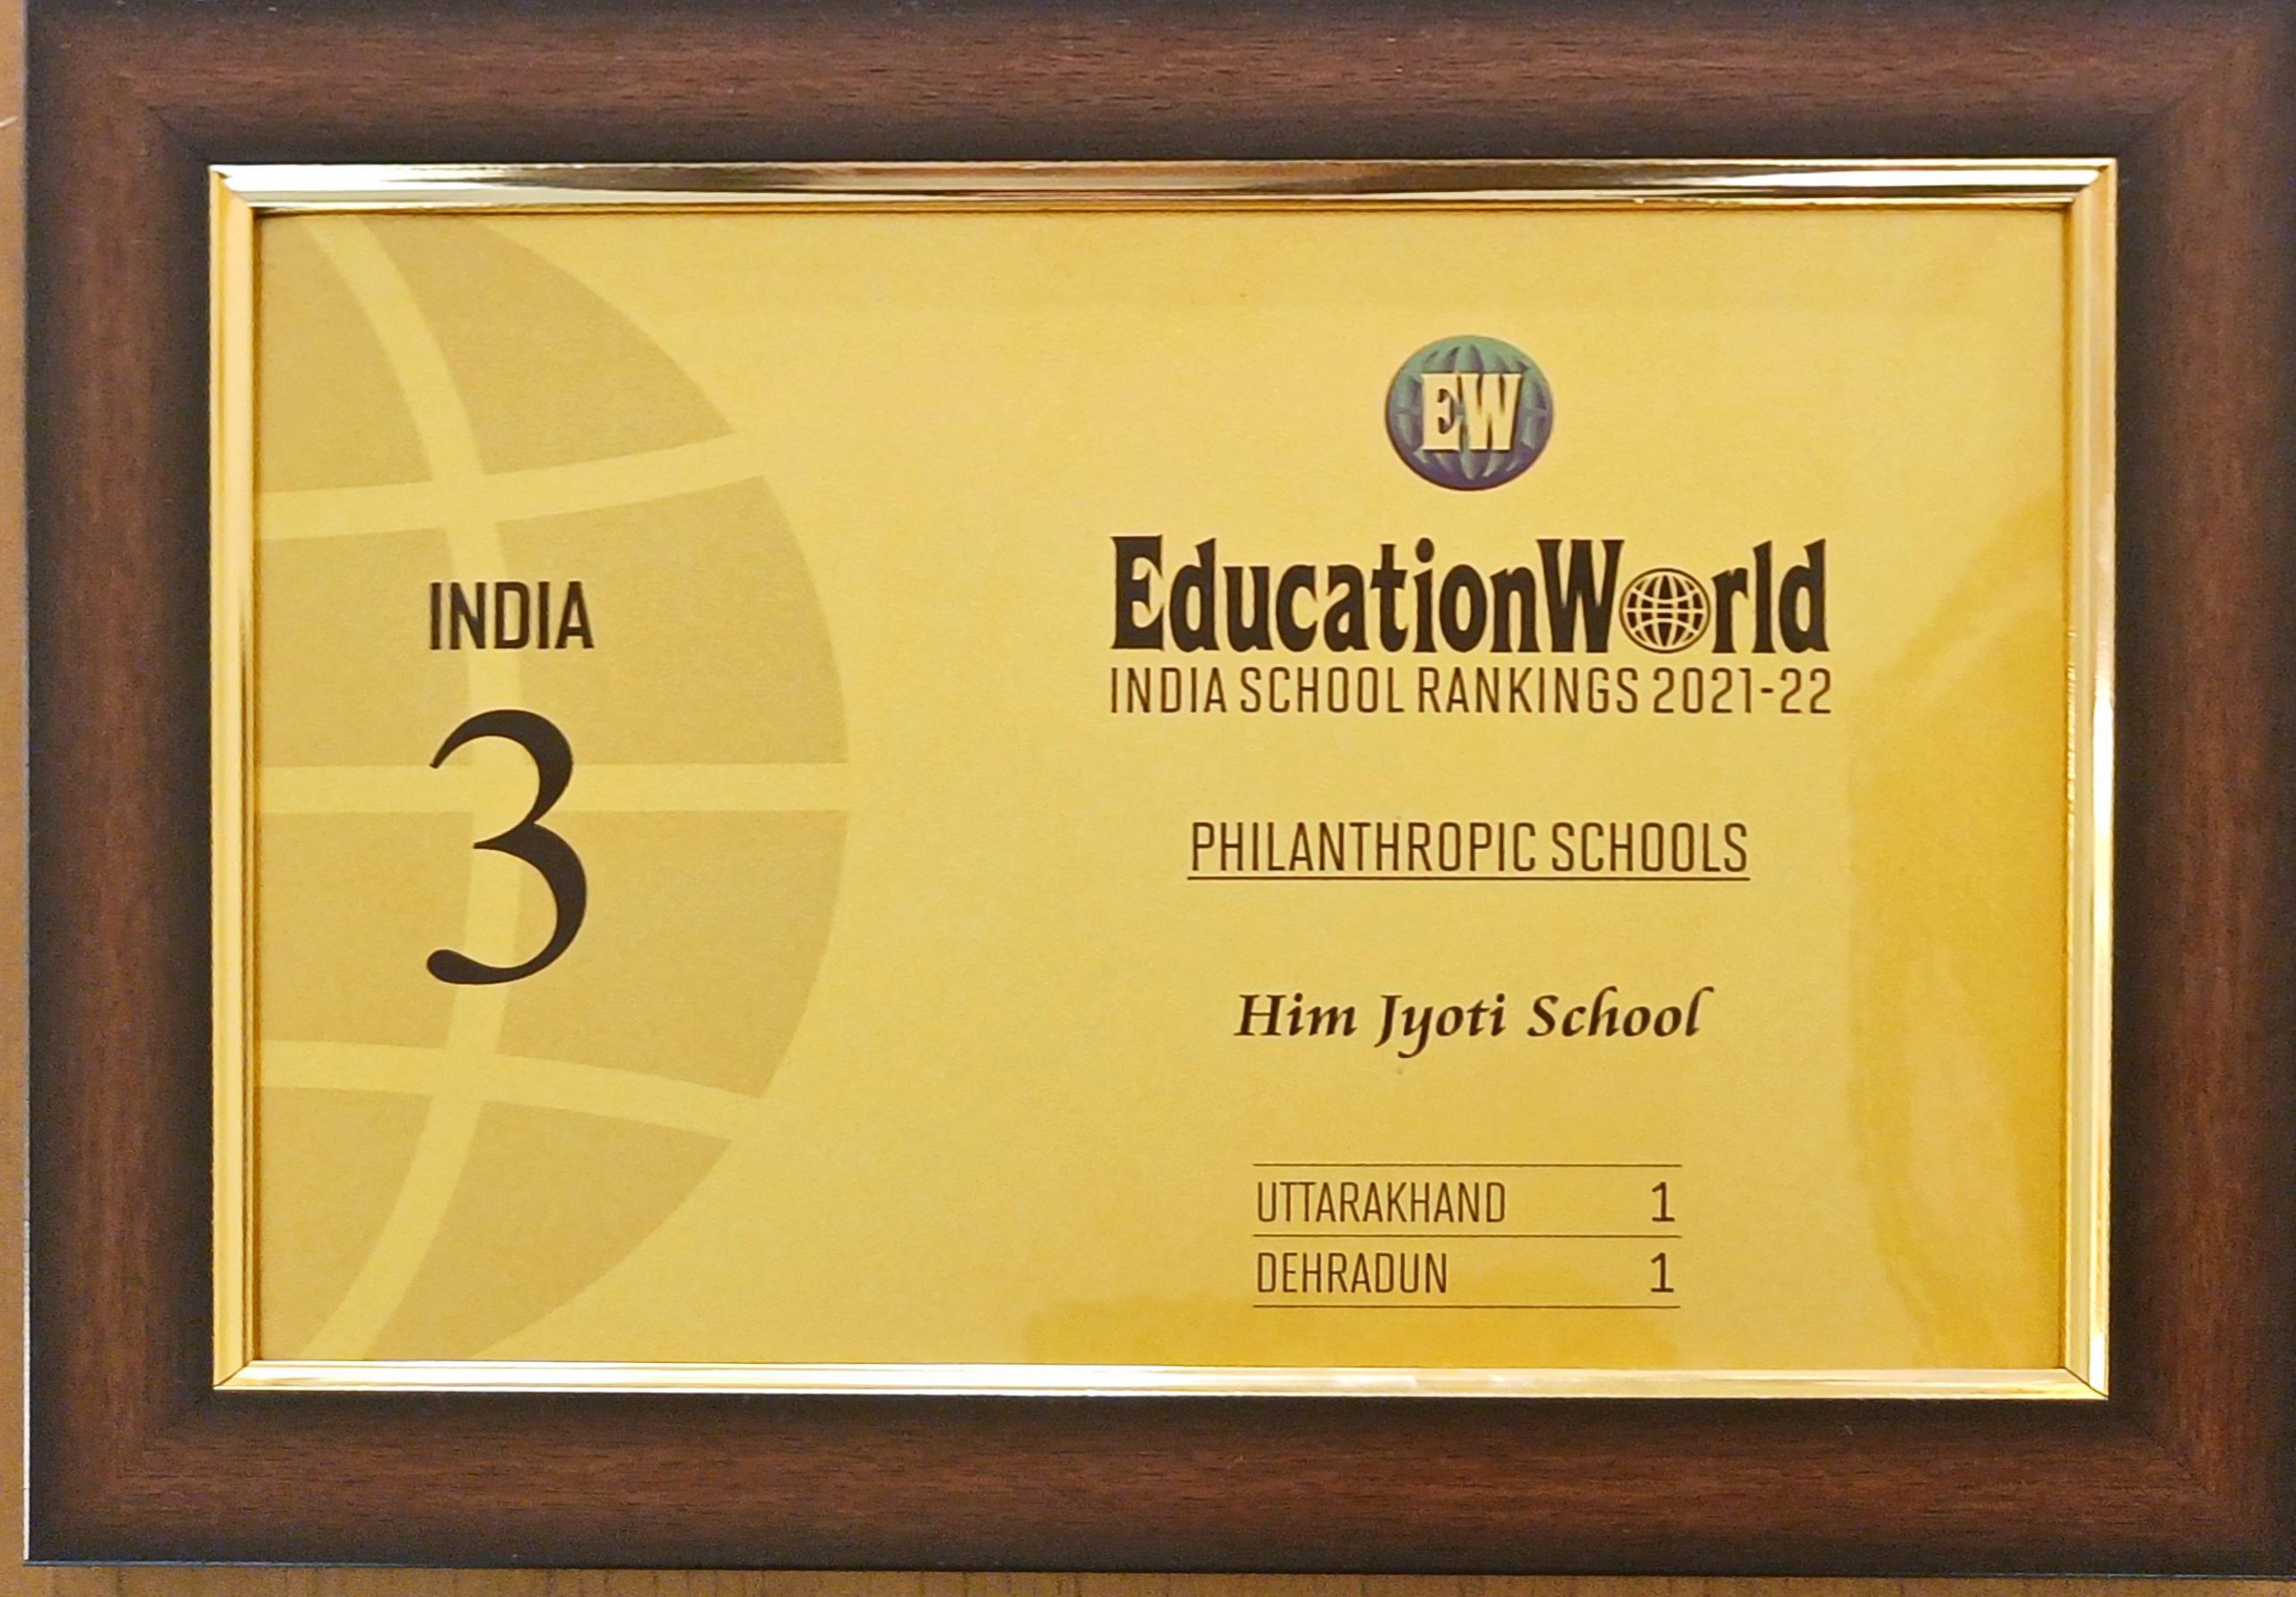 INDIA
3
EW
EducationWorld
INDIA SCHOOL RANKINGS 2021-22
PHILANTHROPIC SCHOOLS
Him Jyoti School
UTTARAKHAND 1
DEHRADUN 1